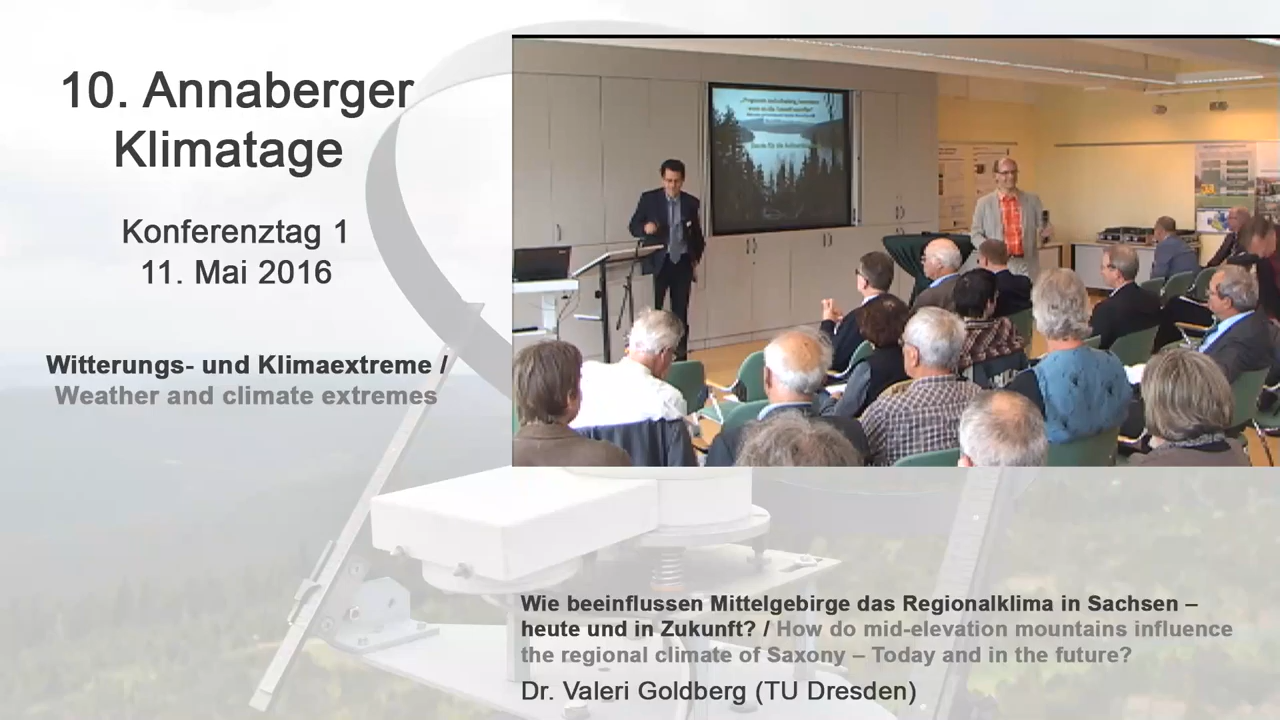 10. Annaberger
Klimatage
Konferenztag 1
11. Mai 2016
Witterungs- und Klimaextreme /
Weather and climate extremes
Wie beeinflussen Mittelgebirge das Regionalklima in Sachsen –
heute und in Zukunft? / How do mid-elevation mountains influence
the regional climate of Saxony – Today and in the future?
Dr. Valeri Goldberg (TU Dresden)